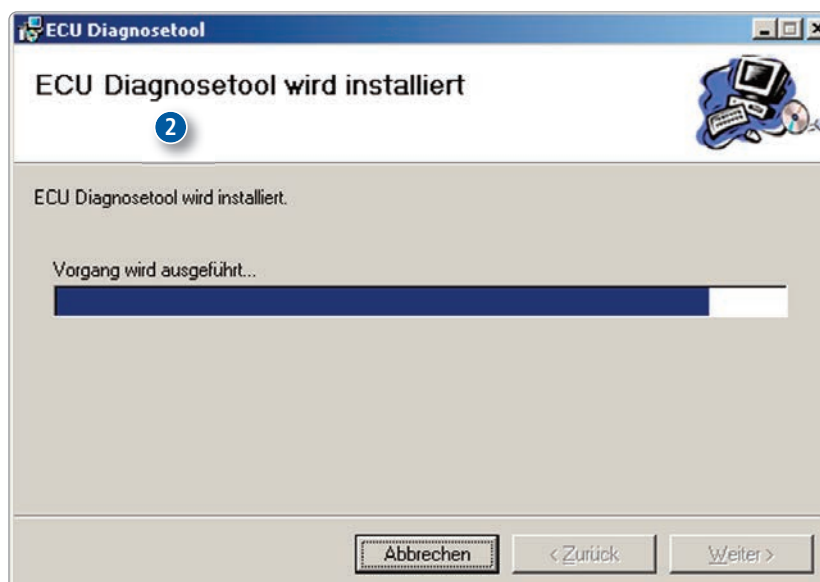 ECU Diagnosetool
ECU Diagnosetool wird installiert
2
ECU Diagnosetool wird installiert.
Vorgang wird ausgeführt...
Abbrechen
< Zurück
Weiter >